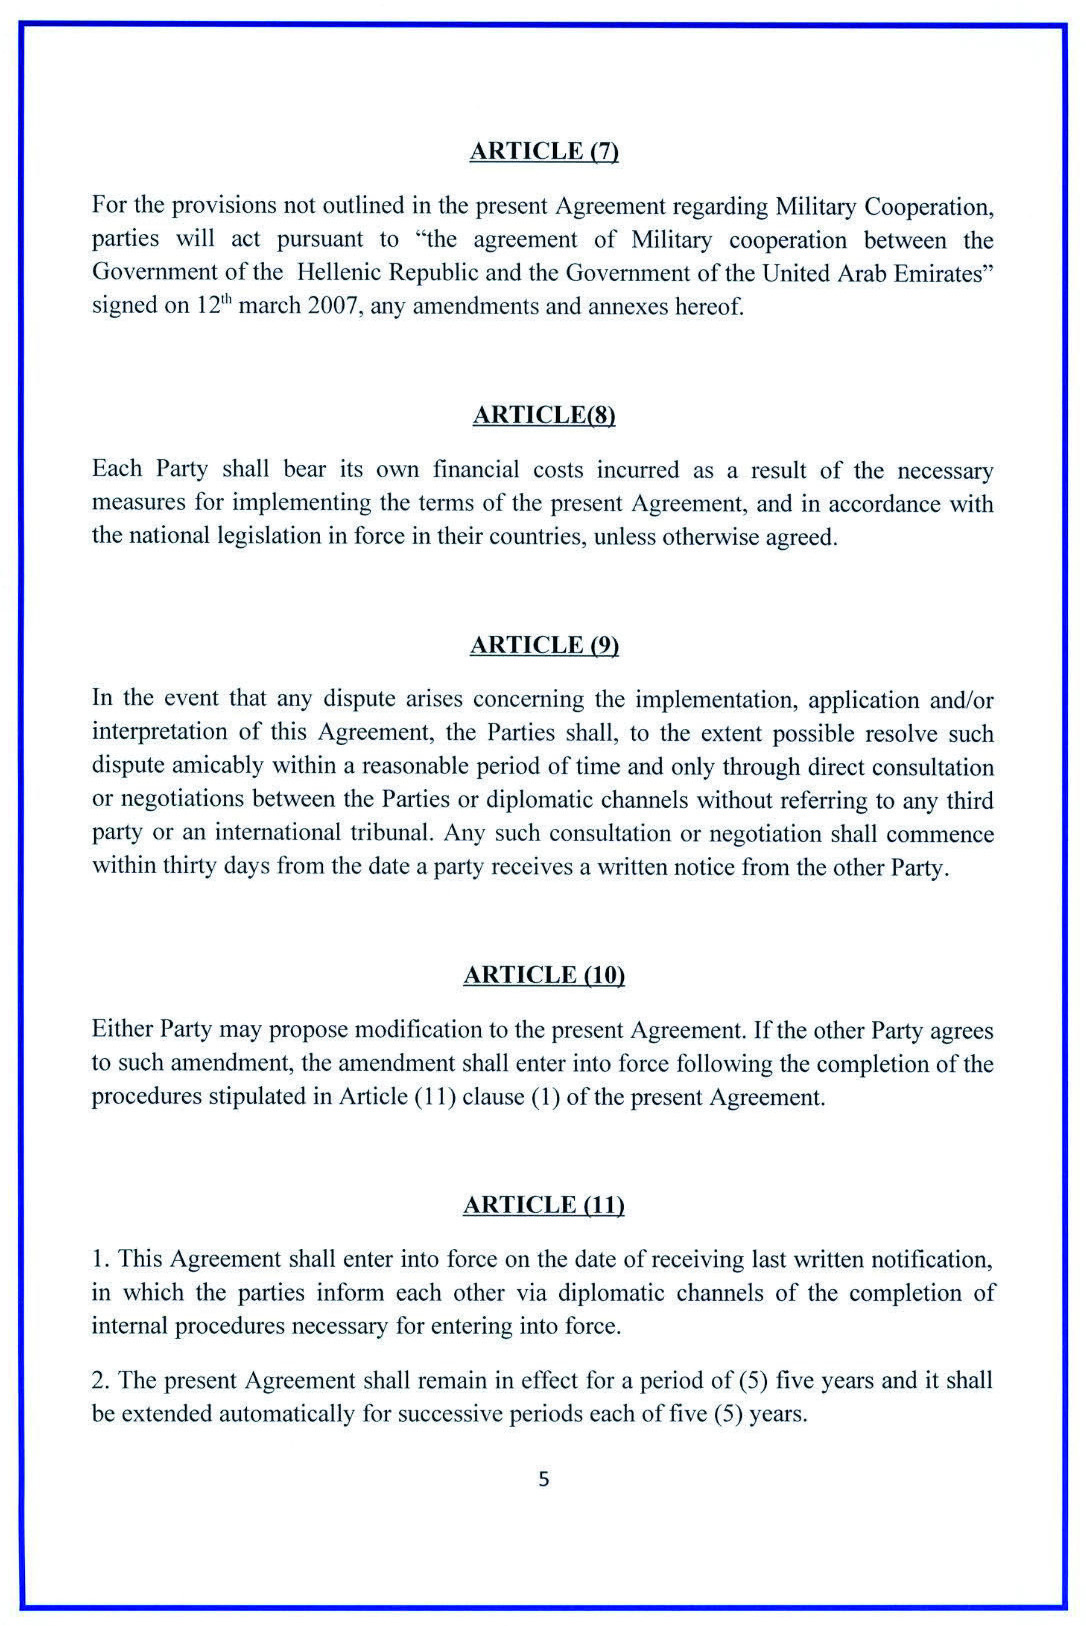 ARTICLE (7)
For the provisions not outlined in the present Agreement regarding Military Cooperation,
parties will act pursuant to “the agreement of Military cooperation between the
Government of the Hellenic Republic and the Government of the United Arab Emirates”
signed on 12th march 2007, any amendments and annexes hereof.
ARTICLE(8)
Each Party shall bear its own financial costs incurred as a result of the necessary
measures for implementing the terms of the present Agreement, and in accordance with
the national legislation in force in their countries, unless otherwise agreed.
ARTICLE (9)
In the event that any dispute arises concerning the implementation, application and/or
interpretation of this Agreement, the Parties shall, to the extent possible resolve such
dispute amicably within a reasonable period of time and only through direct consultation
or negotiations between the Parties or diplomatic channels without referring to any third
party or an international tribunal. Any such consultation or negotiation shall commence
within thirty days from the date a party receives a written notice from the other Party.
ARTICLE (10)
Either Party may propose modification to the present Agreement. If the other Party agrees
to such amendment, the amendment shall enter into force following the completion of the
procedures stipulated in Article (11) clause (1) of the present Agreement.
ARTICLE (11)
1. This Agreement shall enter into force on the date of receiving last written notification,
in which the parties inform each other via diplomatic channels of the completion of
internal procedures necessary for entering into force.
2. The present Agreement shall remain in effect for a period of (5) five years and it shall
be extended automatically for successive periods each of five (5) years.
5